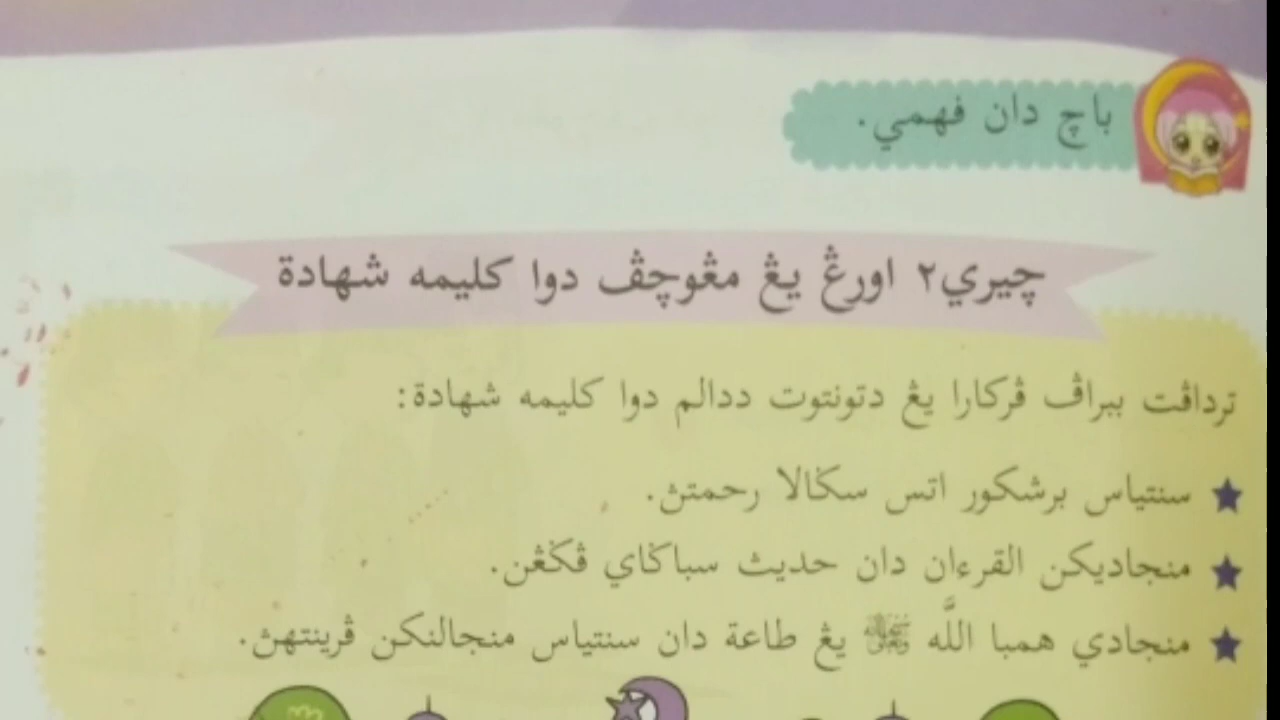 باچ دان فهمي.
چيري٢ اورڠ يڠ مڠوچڤ دوا كليمه شهادة
ترداڤت ببراڤ ڤركارا يڠ دتونتوت ددالم دوا كليمه شهادة:
سنتياس برشكور اتس سݢالا رحمتڽ.
منجاديكن القرءان دان حديث سباݢاي ڤݢڠن.
منجادي همبا اللَّه ﷻ يڠ طاعة دان سنتياس منجالنكن ڤرينتهڽ.